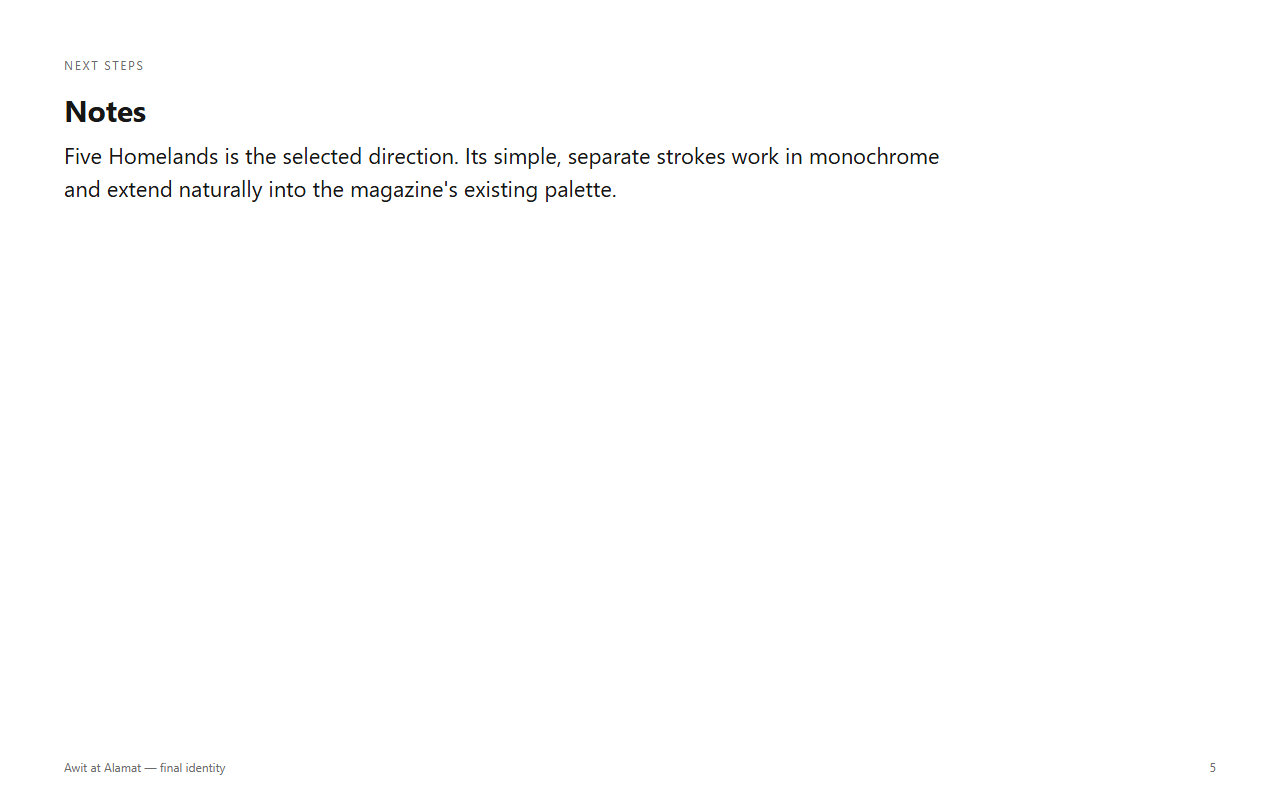 NEXT STEPS
Notes
Five Homelands is the selected direction. Its simple, separate strokes work in monochrome
and extend naturally into the magazine's existing palette.
Awit at Alamat — final identity
5